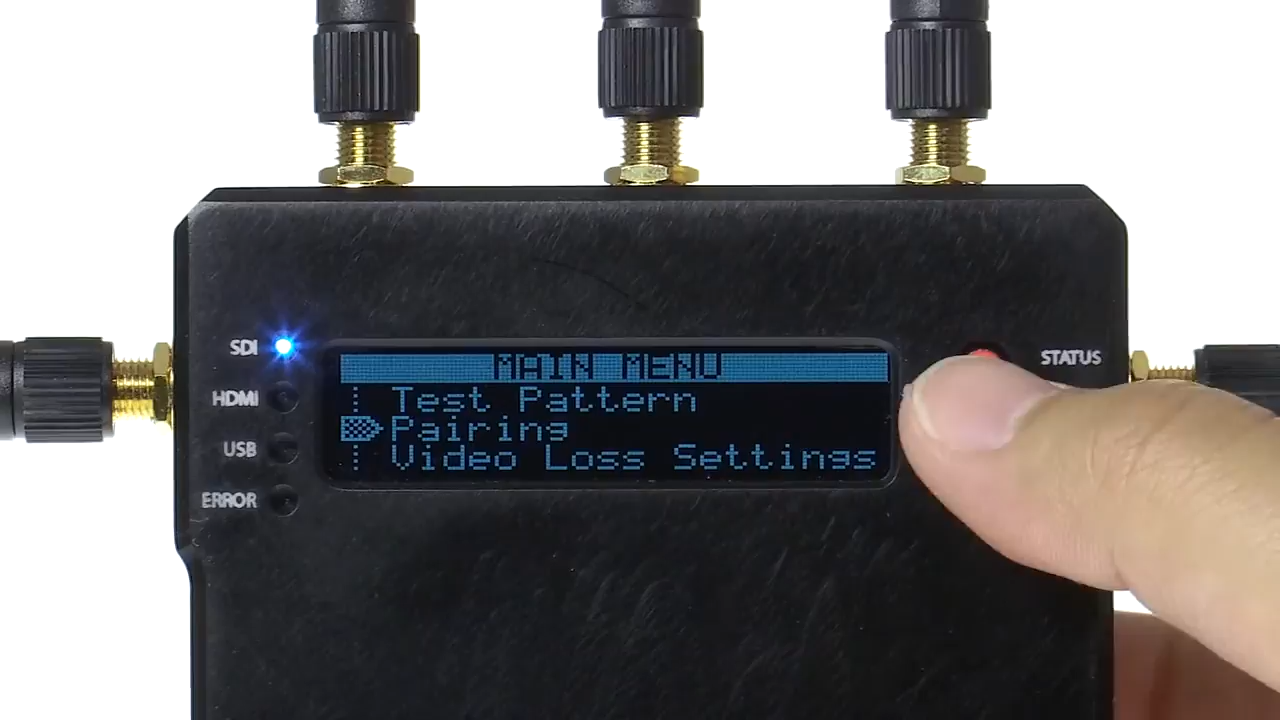 SDI
HDMI
USB
ERROR
MAIN MENU
Test Pattern
Pairing
Video Loss Settings
STATUS